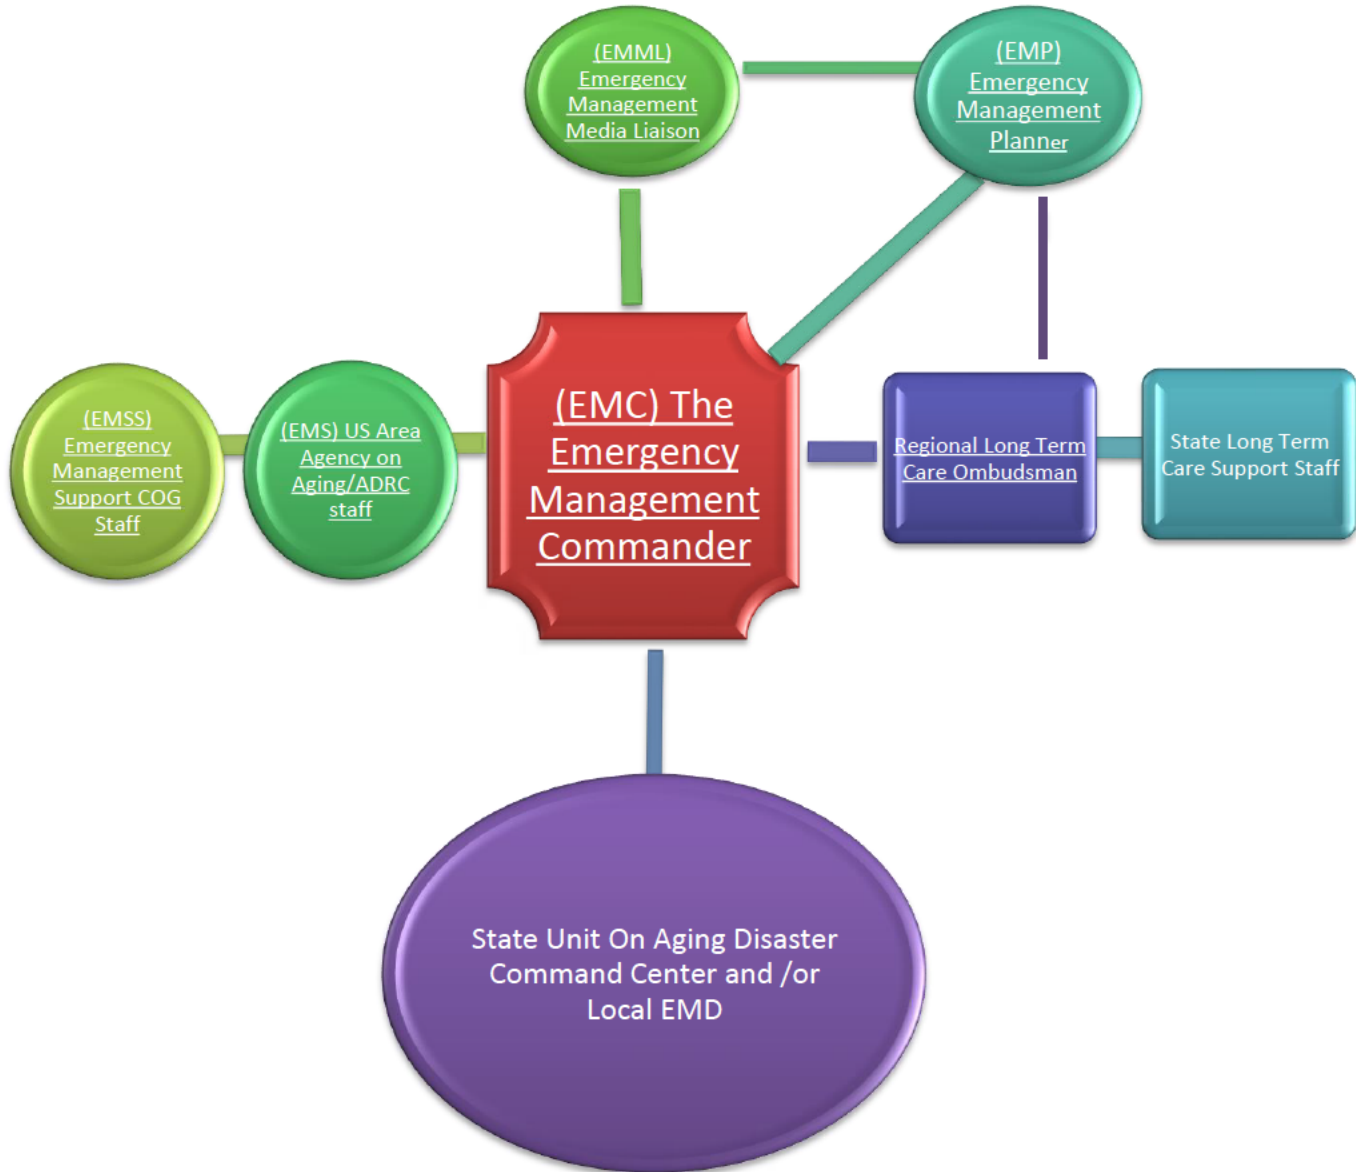 (EMML)
Emergency
Management
Media Liaison
(EMP)
Emergency
Management
Planner
(EMSS)
Emergency
Management
Support COG
Staff
(EMS) US Area
Agency on
Aging/ADRC
staff
(EMC) The
Emergency
Management
Commander
Regional Long Term
Care Ombudsman
State Long Term
Care Support Staff
State Unit On Aging Disaster
Command Center and /or
Local EMD